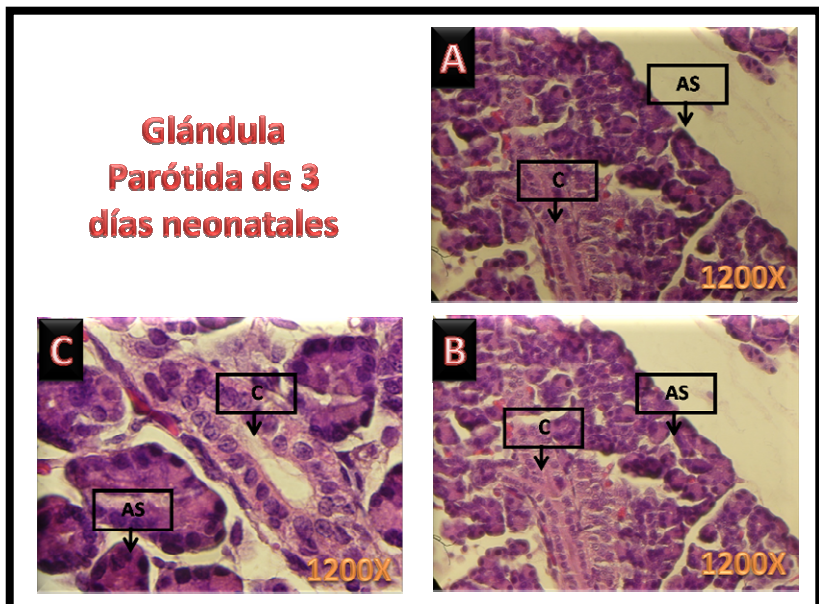 Glándula
Parótida de 3
días neonatales
A
AS
C
1200X
C
C
AS
1200X
B
AS
C
1200X